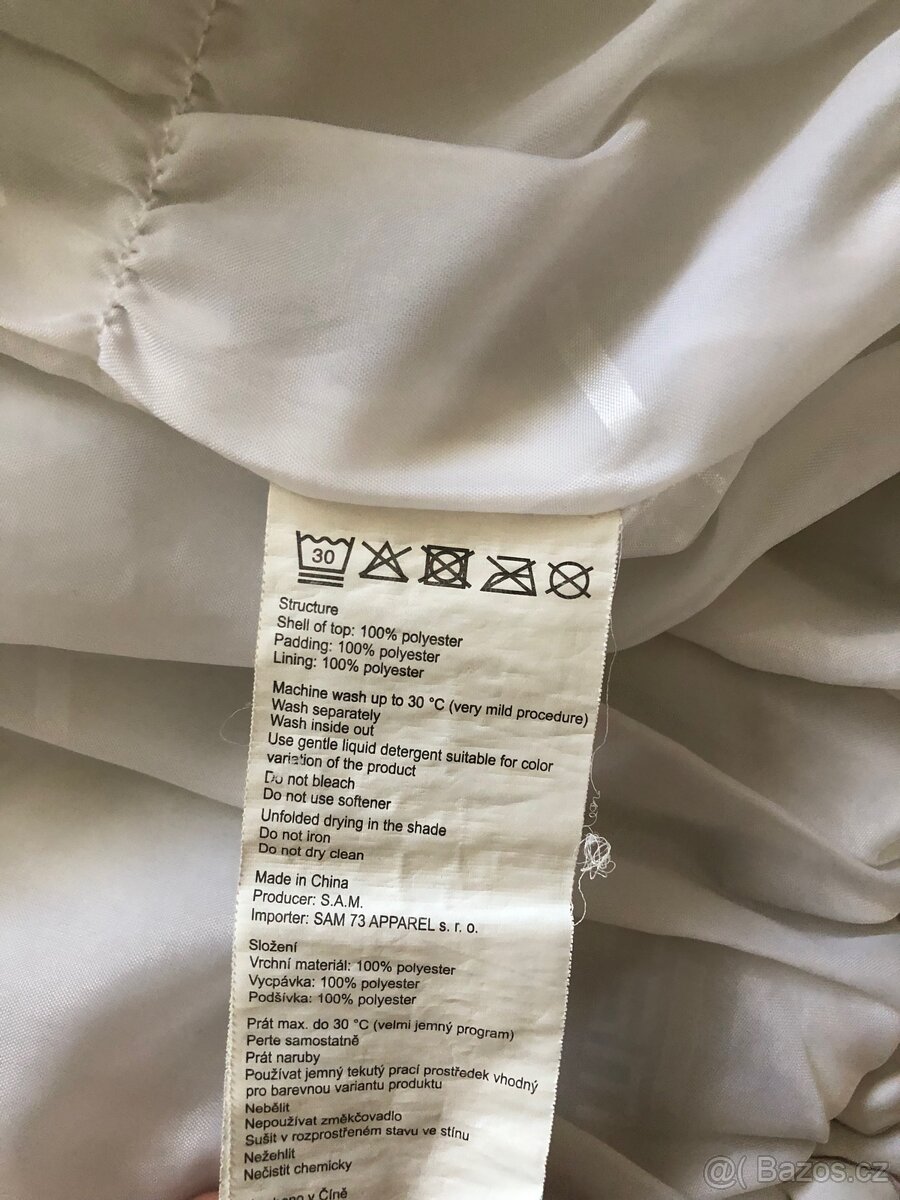 30
Structure
Shell of top: 100% polyester
Padding: 100% polyester
Lining: 100% polyester
Machine wash up to 30 °C (very mild procedure)
Wash separately
Wash inside out
Use gentle liquid detergent suitable for color
variation of the product
Do not bleach
Do not use softener
Unfolded drying in the shade
Do not iron
Do not dry clean
Made in China
Producer: S.A.M.
Importer: SAM 73 APPAREL s. r. o.
Složení
Vrchní materiál: 100% polyester
Vycpávka: 100% polyester
Podšívka: 100% polyester
Prát max. do 30 °C (velmi jemný program)
Perte samostatně
Prát naruby
Používat jemný tekutý prací prostředek vhodný
pro barevnou variantu produktu
Nebělit
Nepoužívat změkčovadlo
Sušit v rozprostřeném stavu ve stínu
Nežehlit
Nečistit chemicky
v Číně
@( Bazos.cz